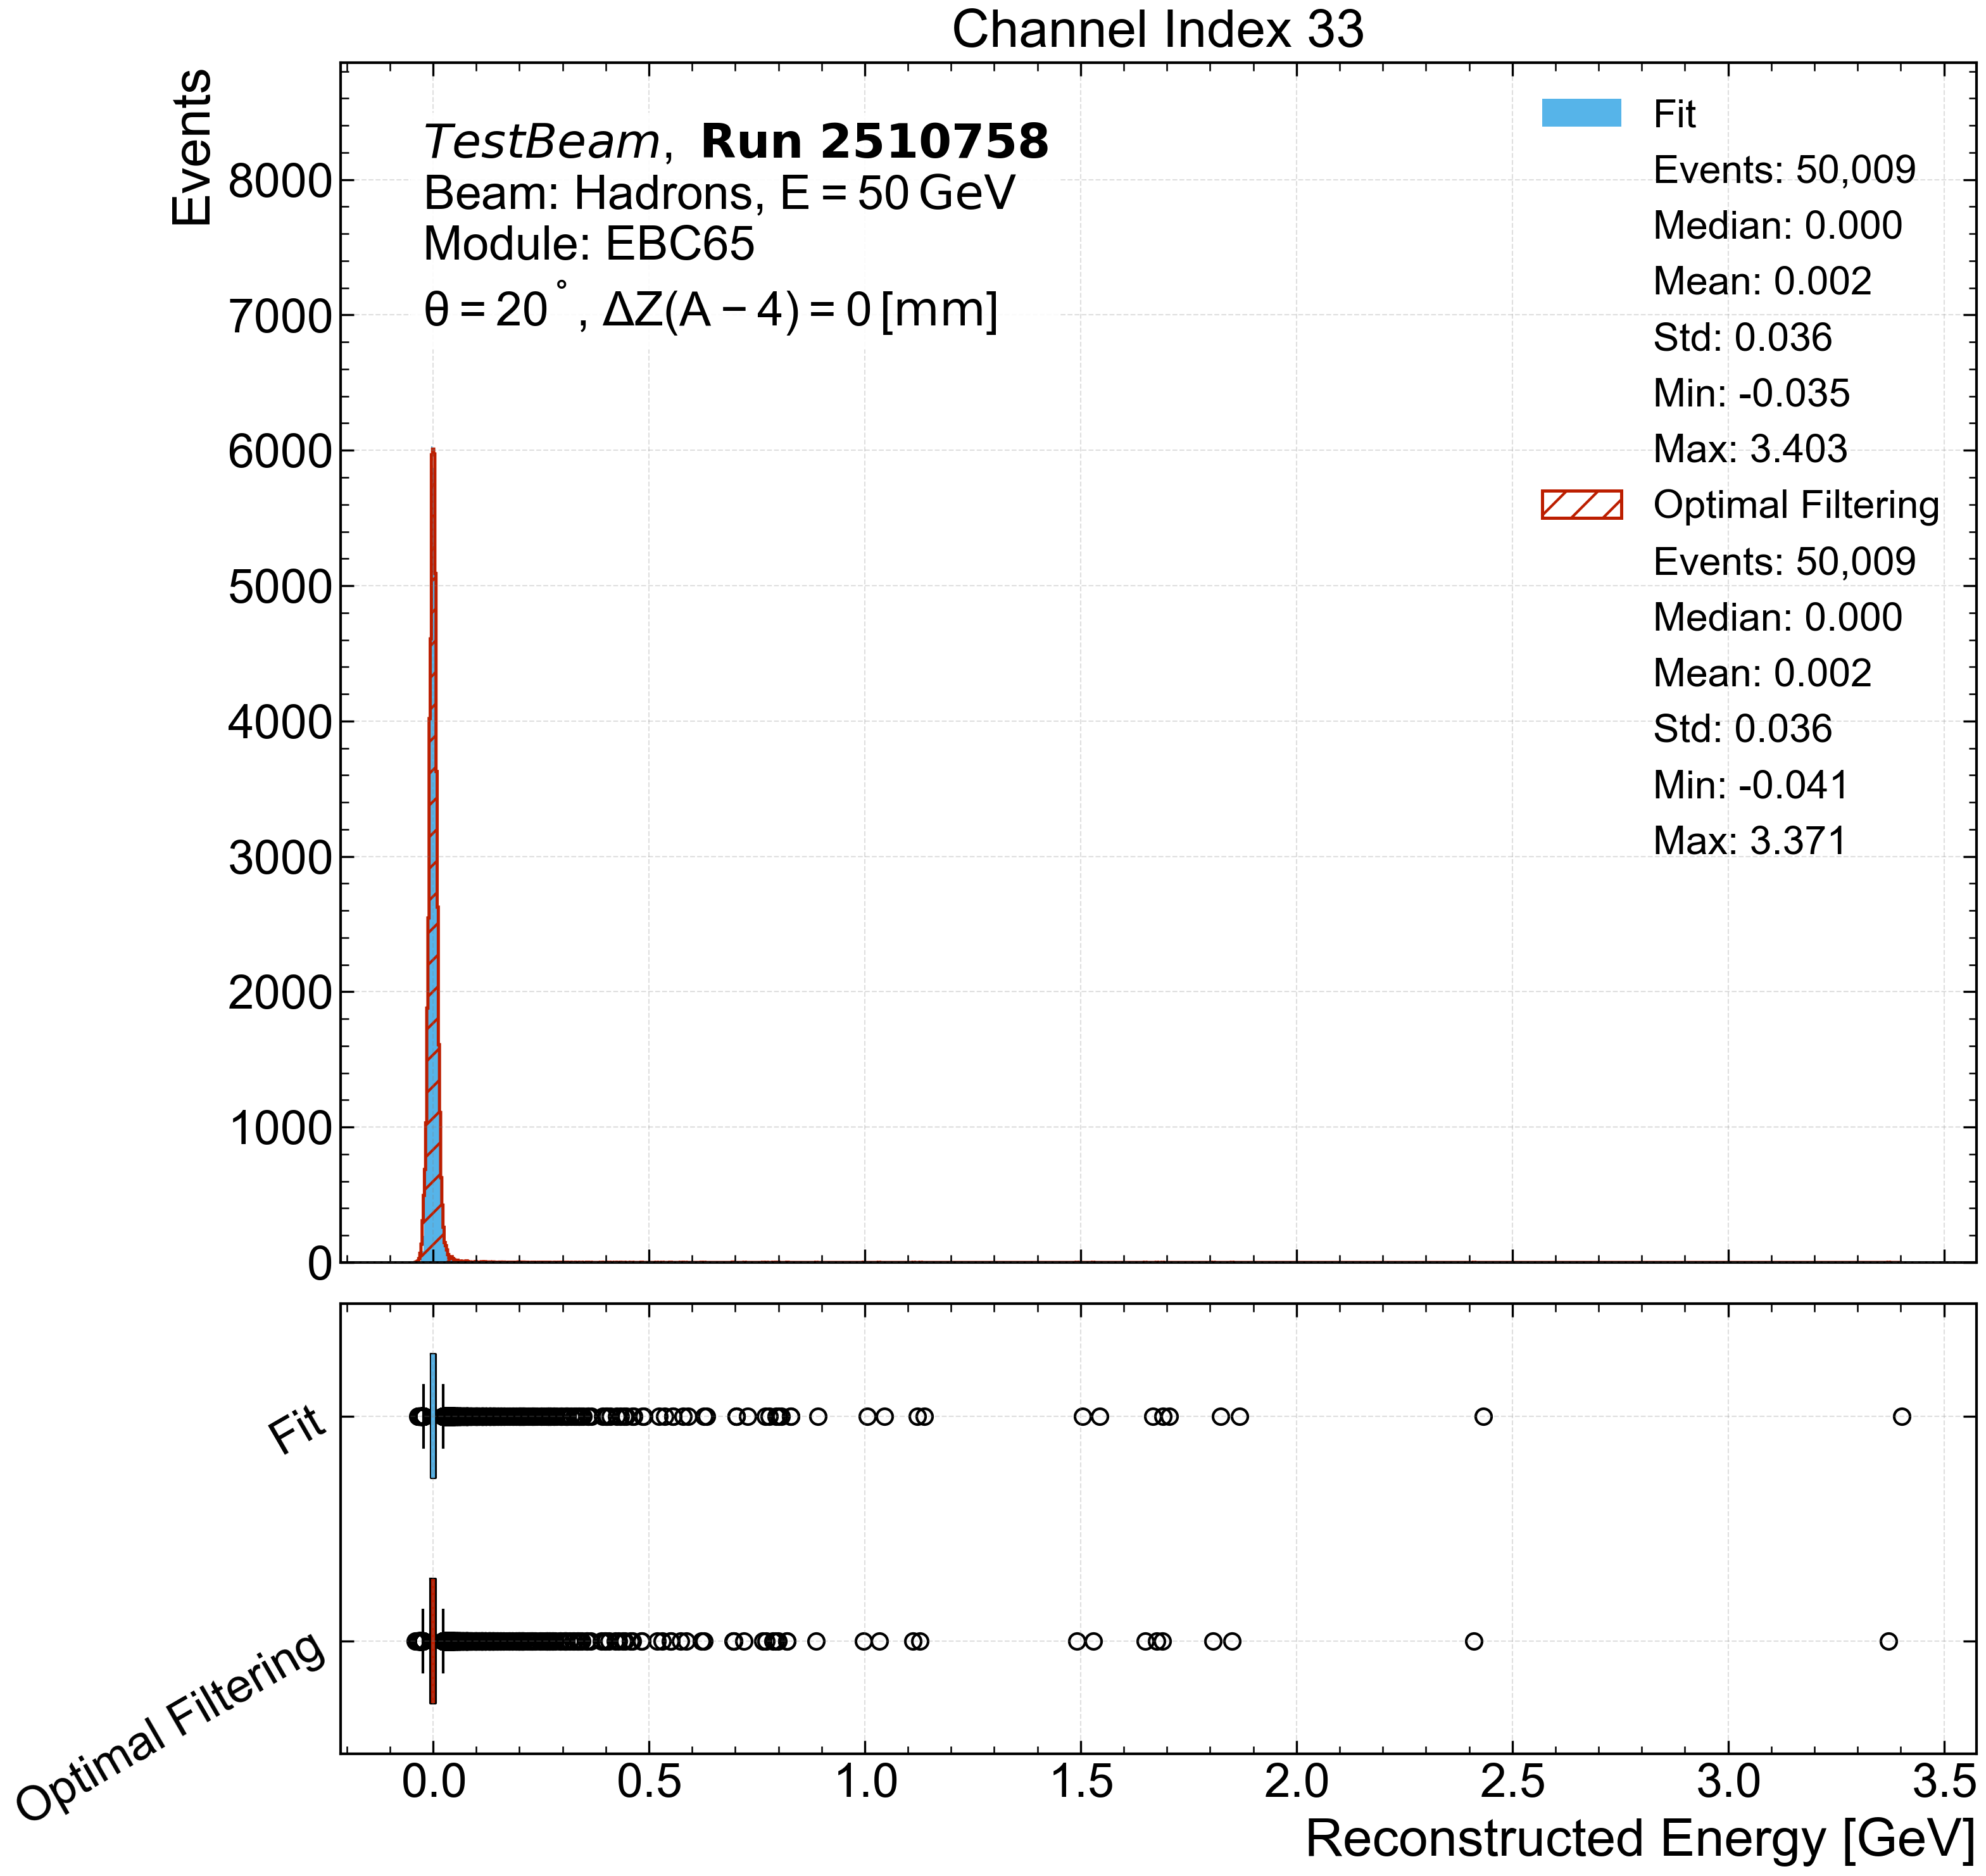 Channel Index 33
Events
8000
7000
6000
5000
4000
3000
2000
1000
0
TestBeam, Run 2510758
Beam: Hadrons, E = 50 GeV
Module: EBC65
θ = 20°, ΔZ(A − 4) = 0 [mm]
Fit
Events: 50,009
Median: 0.000
Mean: 0.002
Std: 0.036
Min: -0.035
Max: 3.403
Optimal Filtering
Events: 50,009
Median: 0.000
Mean: 0.002
Std: 0.036
Min: -0.041
Max: 3.371
Fit
Optimal Filtering
0.0 0.5 1.0 1.5 2.0 2.5 3.0 3.5
Reconstructed Energy [GeV]